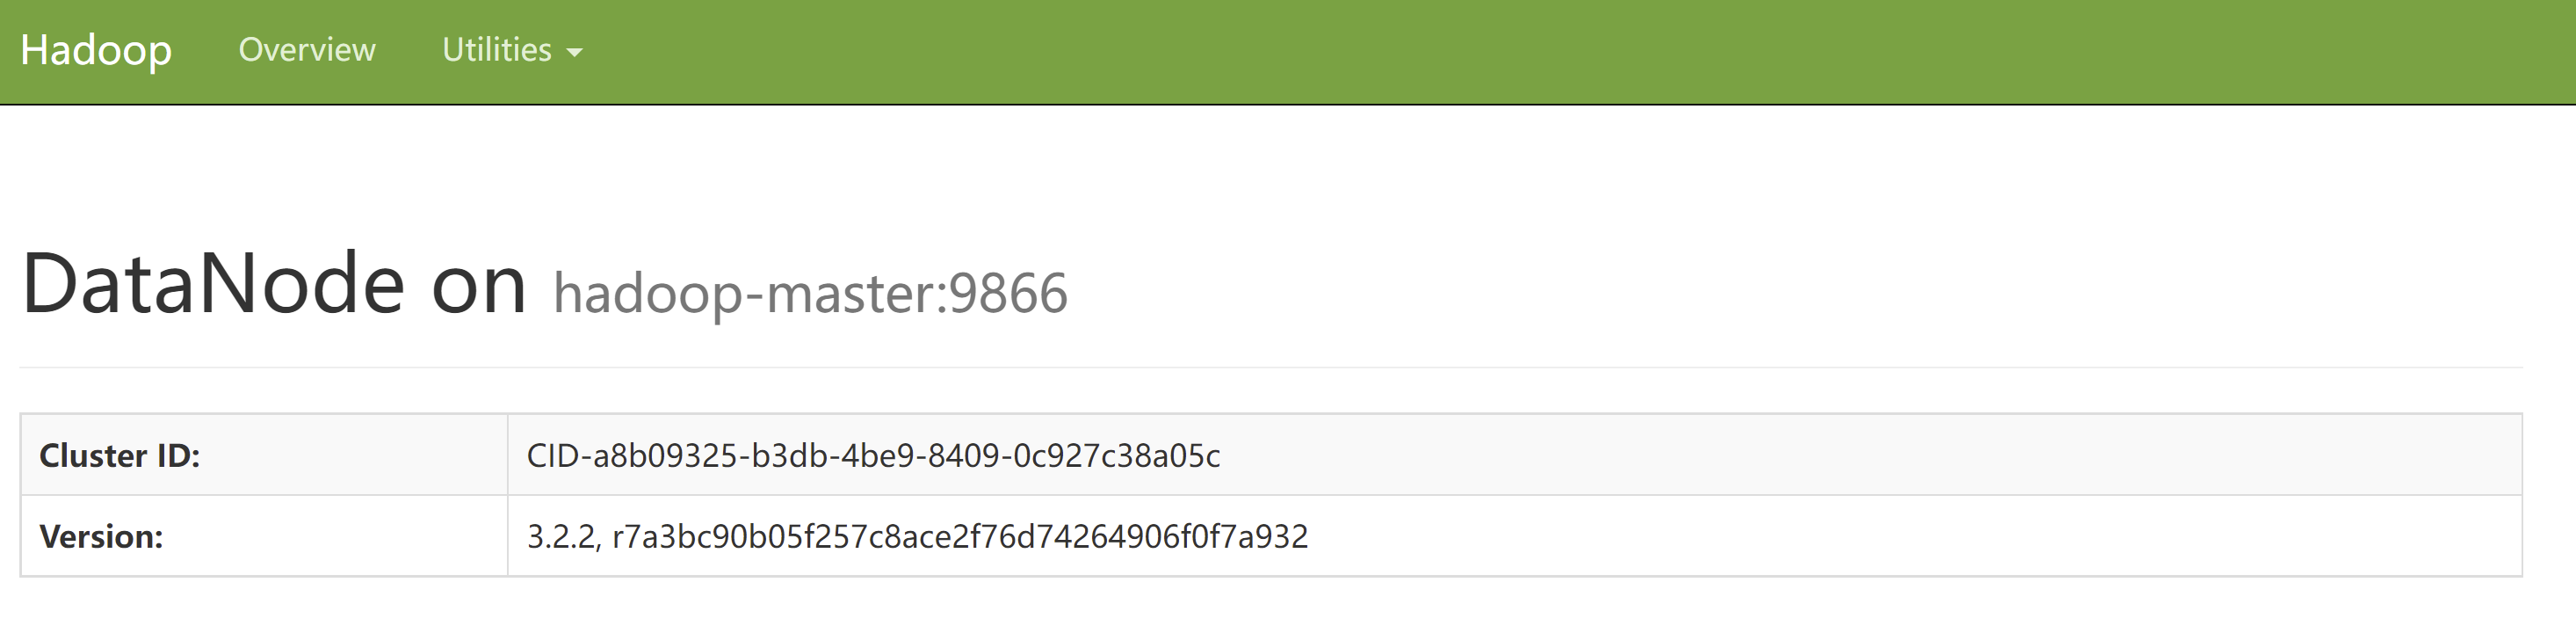 Hadoop Overview Utilities
DataNode on hadoop-master:9866
Cluster ID: CID-a8b09325-b3db-4be9-8409-0c927c38a05c
Version: 3.2.2, r7a3bc90b05f257c8ace2f76d74264906f0f7a932